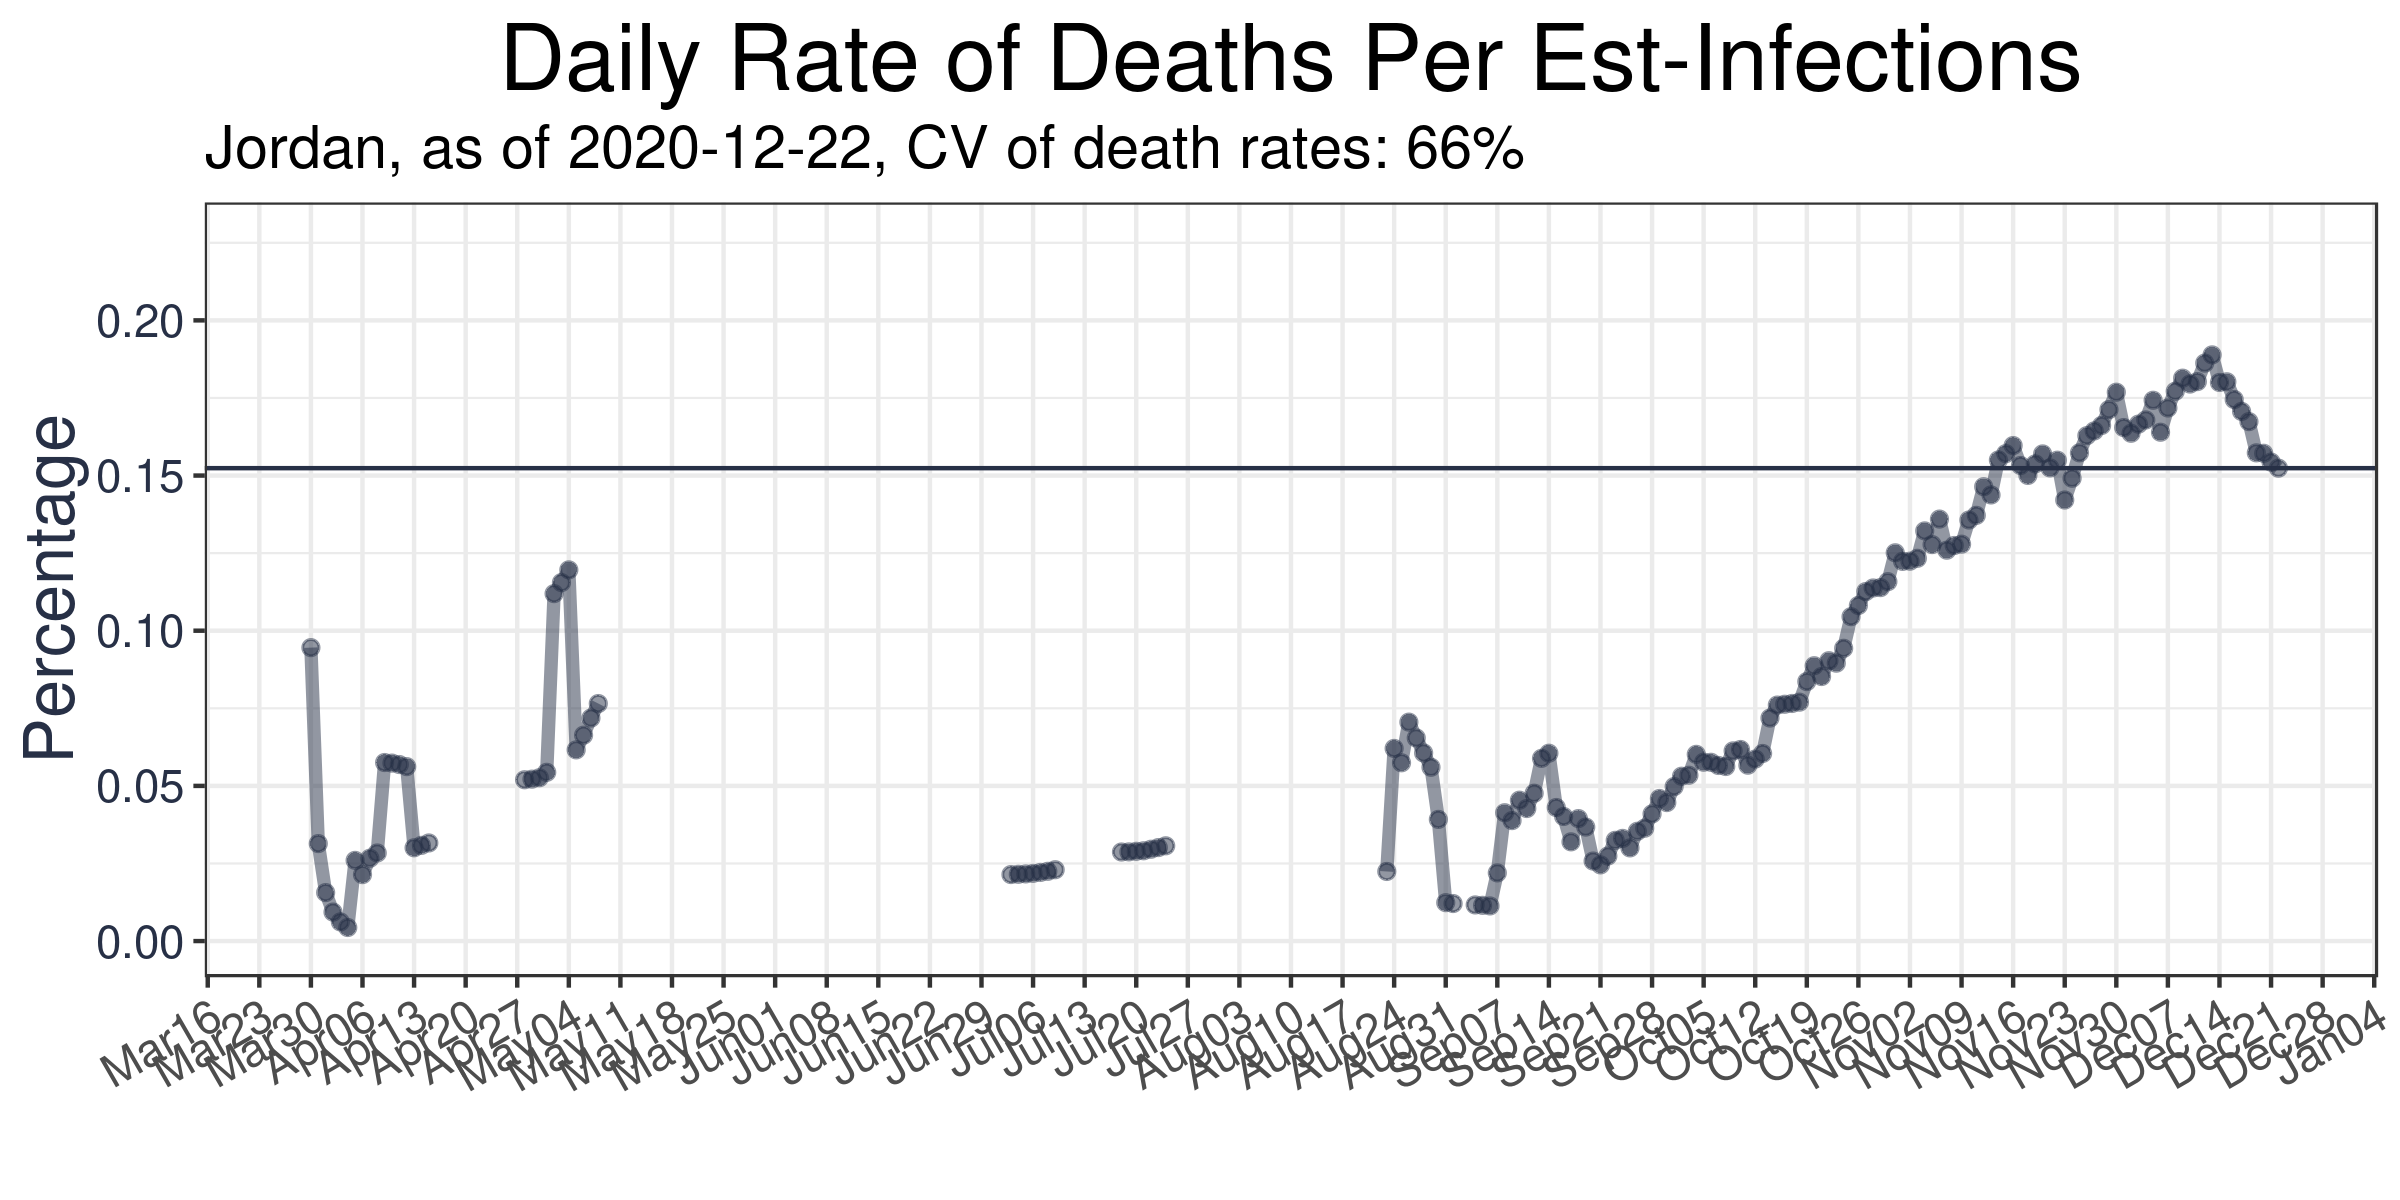 Daily Rate of Deaths Per Est-Infections
Jordan, as of 2020-12-22, CV of death rates: 66%
Percentage
0.20
0.15
0.10
0.05
0.00
Mar16
Mar23
Mar30
Apr06
Apr13
Apr20
Apr27
May04
May11
May18
May25
Jun01
Jun08
Jun15
Jun22
Jun29
Jul06
Jul13
Jul20
Jul27
Aug03
Aug10
Aug17
Aug24
Aug31
Sep07
Sep14
Sep21
Sep28
Oct05
Oct12
Oct19
Oct26
Nov02
Nov09
Nov16
Nov23
Nov30
Dec07
Dec14
Dec21
Dec28
Jan04